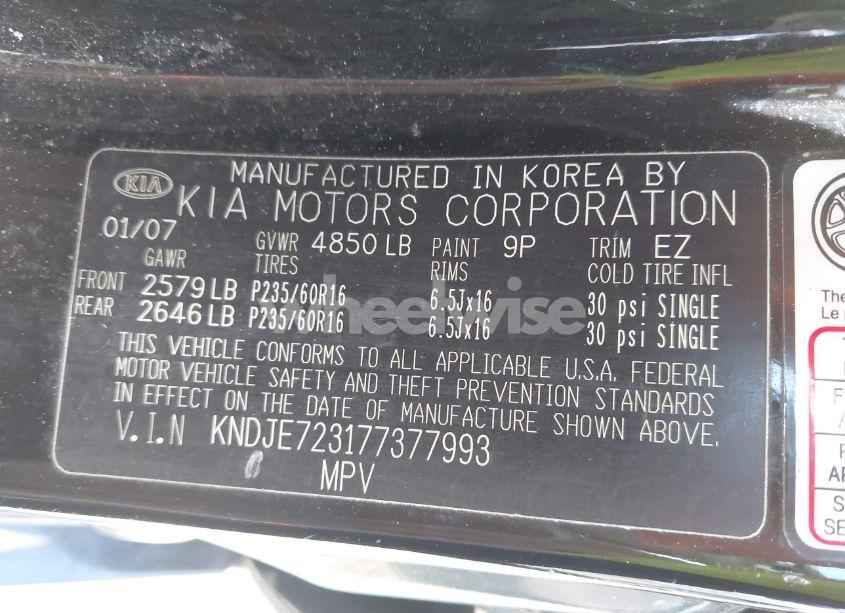 KIA
MANUFACTURED IN KOREA BY
KIA MOTORS CORPORATION
01/07 GVWR 4850 LB PAINT 9P TRIM EZ
GAWR TIRES RIMS COLD TIRE INFL
FRONT 2579 LB P235/60R16 6.5Jx16 30 psi SINGLE
REAR 2646 LB P235/60R16 6.5Jx16 30 psi SINGLE
THIS VEHICLE CONFORMS TO ALL APPLICABLE U.S.A. FEDERAL
MOTOR VEHICLE SAFETY AND THEFT PREVENTION STANDARDS
IN EFFECT ON THE DATE OF MANUFACTURE SHOWN ABOVE.
V.I.N KNDJE723177377993
MPV
The
Le